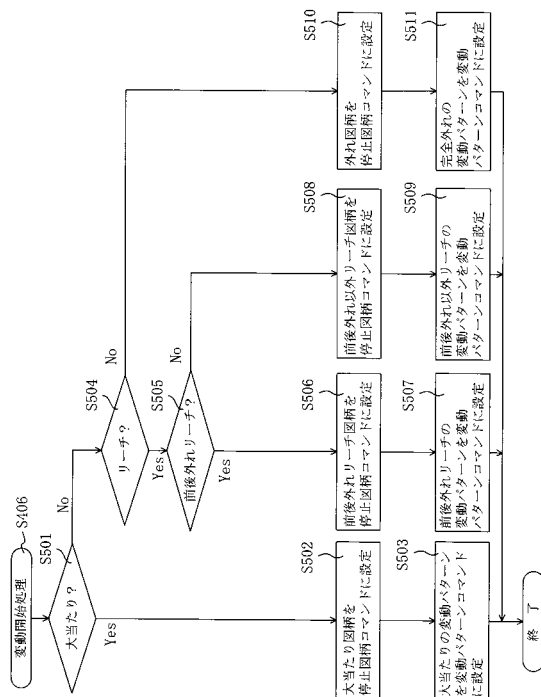 変動開始処理
S406
大当たり？
S501
No
Yes
リーチ？
S504
No
Yes
前後外れリーチ？
S505
No
Yes
大当たり図柄を
停止図柄コマンドに設定
S502
大当たりの変動パターン
を変動パターンコマンド
に設定
S503
前後外れリーチ図柄を
停止図柄コマンドに設定
S506
前後外れリーチの
変動パターンを変動
パターンコマンドに設定
S507
前後外れ以外リーチ図柄を
停止図柄コマンドに設定
S508
前後外れ以外リーチの
変動パターンを変動
パターンコマンドに設定
S509
外れ図柄を
停止図柄コマンドに設定
S510
完全外れの
変動パターンを変動
パターンコマンドに設定
S511
終了